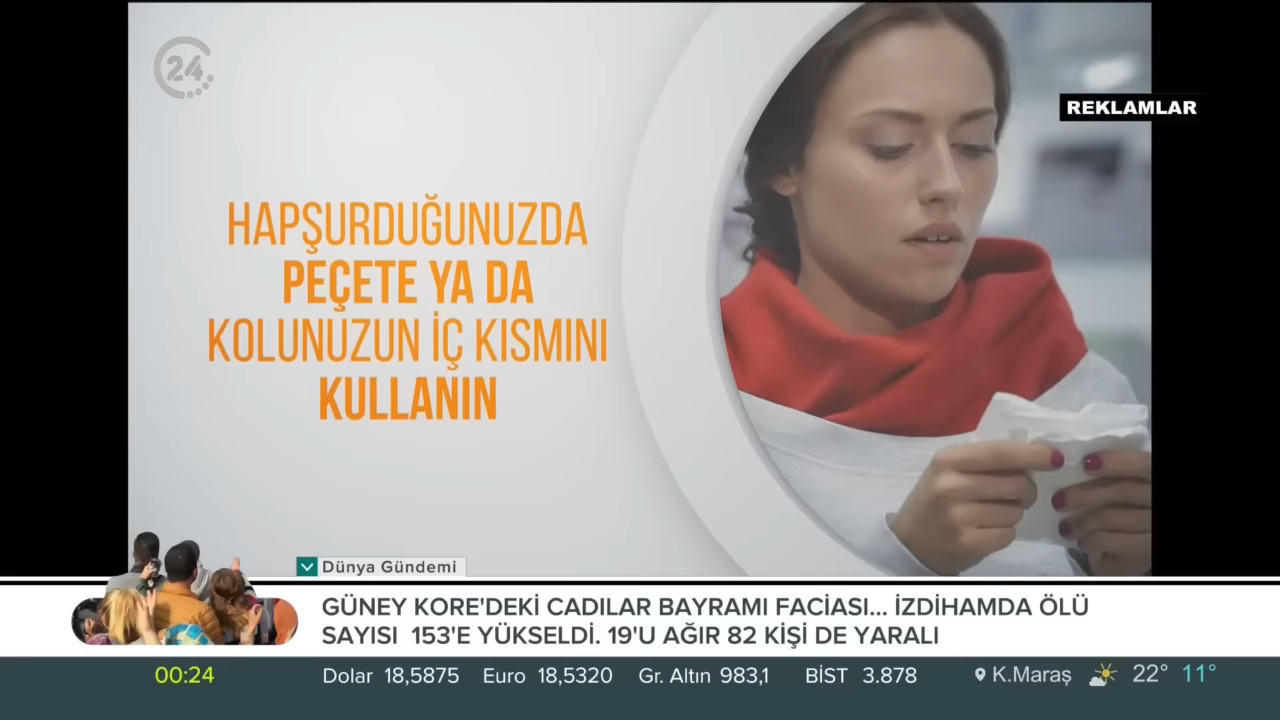 24
REKLAMLAR
HAPŞURDUĞUNUZDA
PEÇETE YA DA
KOLUNUZUN İÇ KISMINI
KULLANIN
Dünya Gündemi
GÜNEY KORE'DEKİ CADILAR BAYRAMI FACİASI... İZDİHAMDA ÖLÜ
SAYISI 153'E YÜKSELDİ. 19'U AĞIR 82 KİŞİ DE YARALI
00:24 Dolar 18,5875 Euro 18,5320 Gr. Altın 983,1 BİST 3.878 K.Maraş 22° 11°